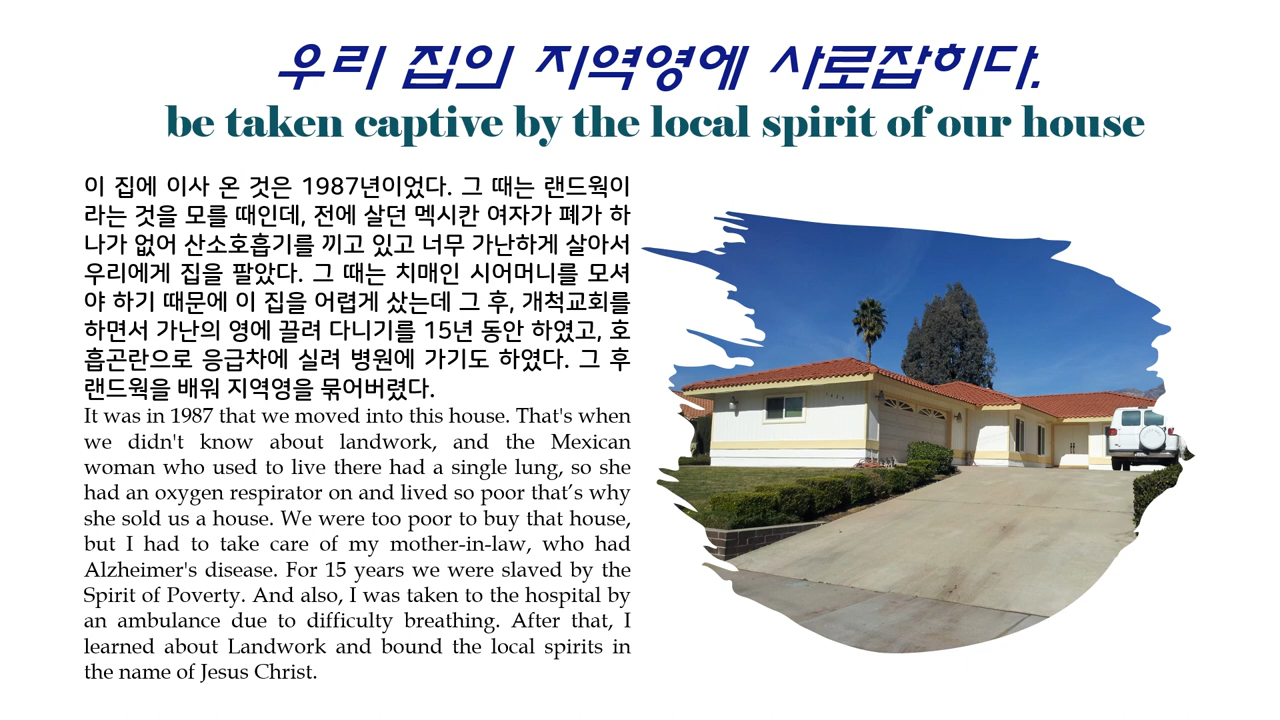 우리 집의 지역영에 사로잡히다.
be taken captive by the local spirit of our house
이 집에 이사 온 것은 1987년이었다. 그 때는 랜드웍이
라는 것을 모를 때인데, 전에 살던 멕시칸 여자가 폐가 하
나가 없어 산소호흡기를 끼고 있고 너무 가난하게 살아서
우리에게 집을 팔았다. 그 때는 치매인 시어머니를 모셔
야 하기 때문에 이 집을 어렵게 샀는데 그 후, 개척교회를
하면서 가난의 영에 끌려 다니기를 15년 동안 하였고, 호
흡곤란으로 응급차에 실려 병원에 가기도 하였다. 그 후
랜드웍을 배워 지역영을 묶어버렸다.
It was in 1987 that we moved into this house. That's when
we didn't know about landwork, and the Mexican
woman who used to live there had a single lung, so she
had an oxygen respirator on and lived so poor that’s why
she sold us a house. We were too poor to buy that house,
but I had to take care of my mother-in-law, who had
Alzheimer's disease. For 15 years we were slaved by the
Spirit of Poverty. And also, I was taken to the hospital by
an ambulance due to difficulty breathing. After that, I
learned about Landwork and bound the local spirits in
the name of Jesus Christ.